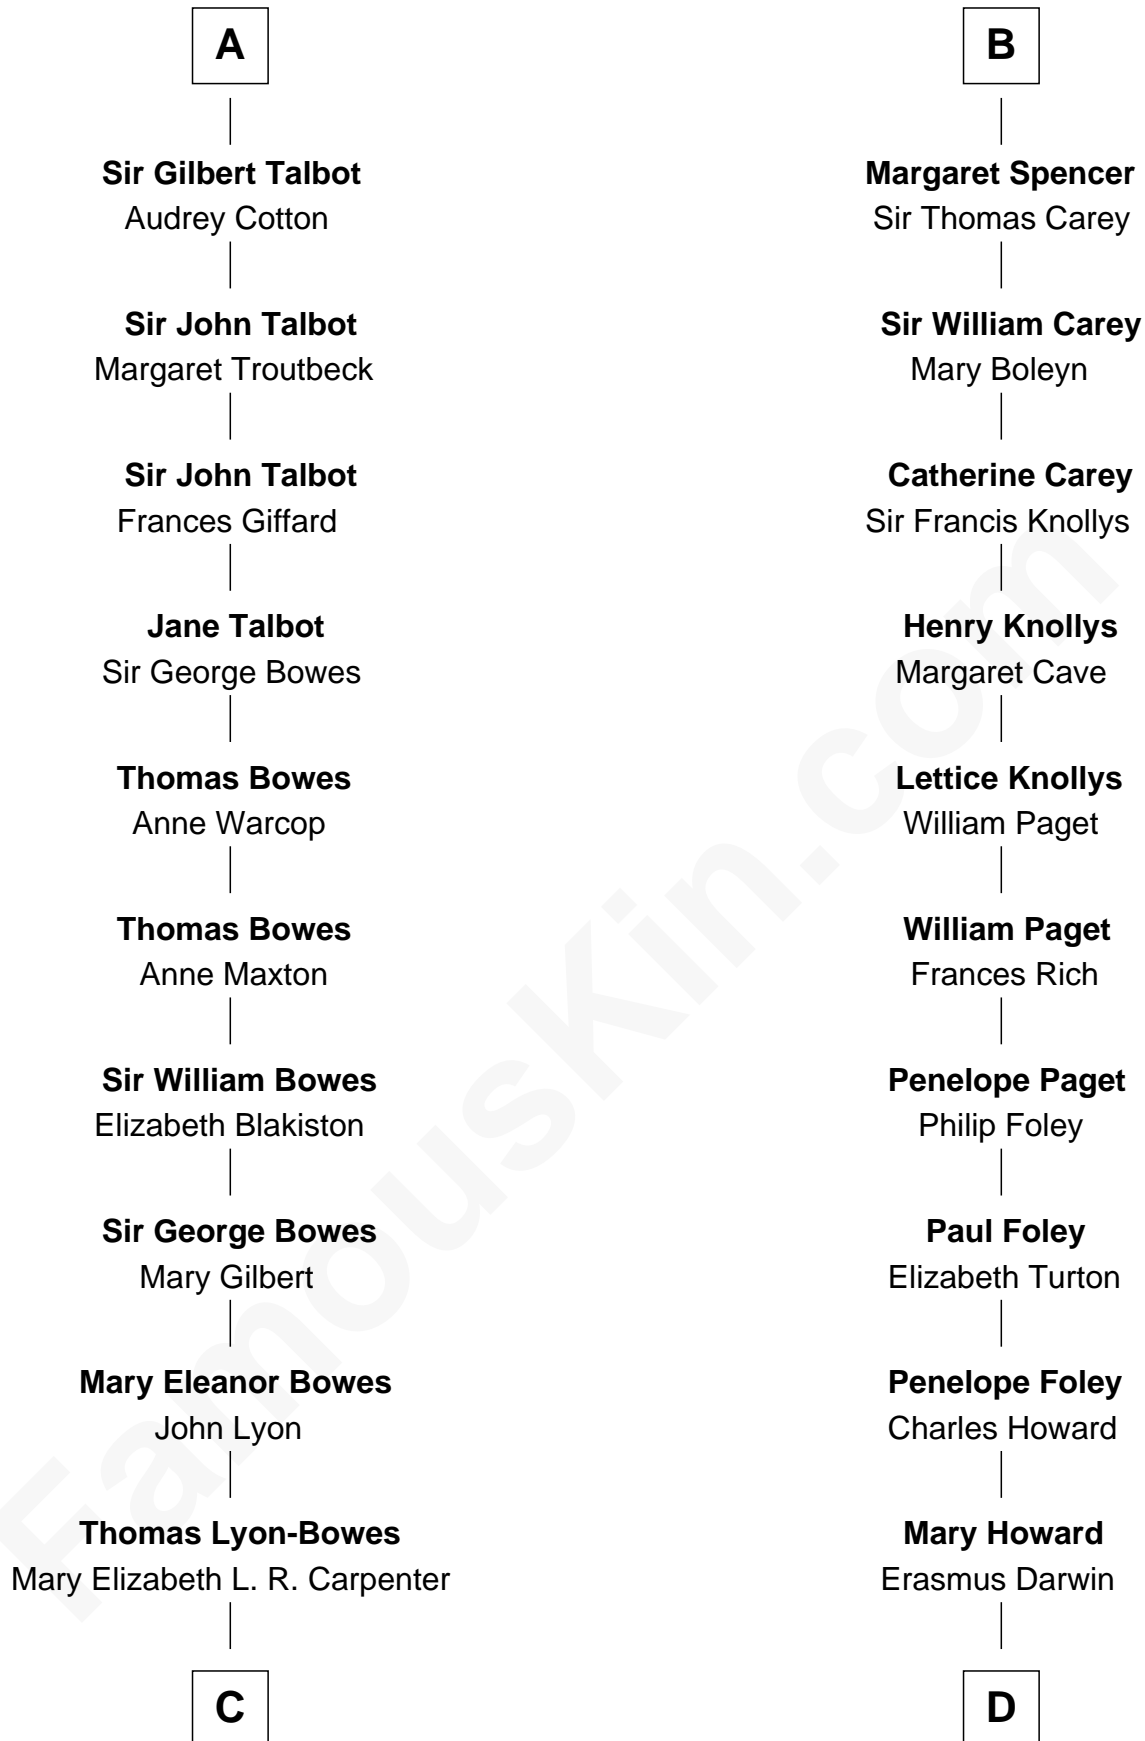 A
Sir Gilbert Talbot
Audrey Cotton
Sir John Talbot
Margaret Troutbeck
Sir John Talbot
Frances Giffard
Jane Talbot
Sir George Bowes
Thomas Bowes
Anne Warcop
Thomas Bowes
Anne Maxton
Sir William Bowes
Elizabeth Blakiston
Sir George Bowes
Mary Gilbert
Mary Eleanor Bowes
John Lyon
Thomas Lyon-Bowes
Mary Elizabeth L. R. Carpenter
C
B
Margaret Spencer
Sir Thomas Carey
Sir William Carey
Mary Boleyn
Catherine Carey
Sir Francis Knollys
Henry Knollys
Margaret Cave
Lettice Knollys
William Paget
William Paget
Frances Rich
Penelope Paget
Philip Foley
Paul Foley
Elizabeth Turton
Penelope Foley
Charles Howard
Mary Howard
Erasmus Darwin
D
FamousKin.com